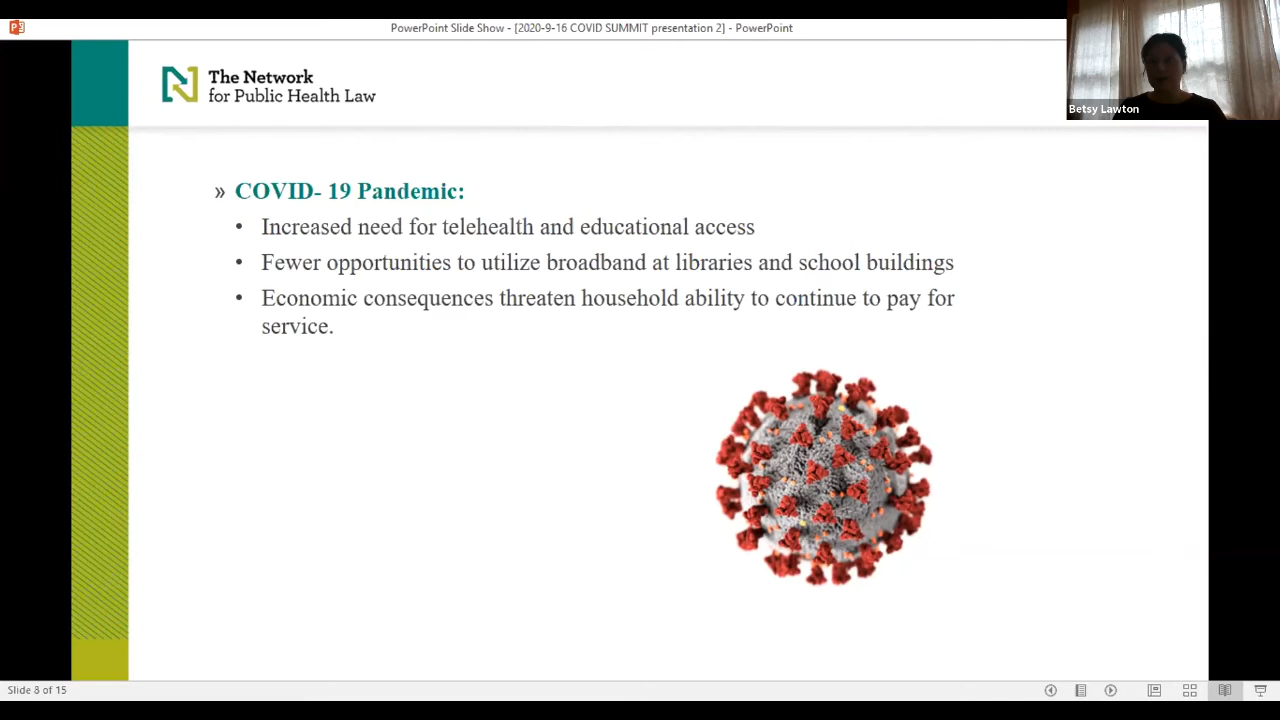 PowerPoint Slide Show - [2020-9-16 COVID SUMMIT presentation 2] - PowerPoint
Betsy Lawton
The Network
for Public Health Law
» COVID- 19 Pandemic:
• Increased need for telehealth and educational access
• Fewer opportunities to utilize broadband at libraries and school buildings
• Economic consequences threaten household ability to continue to pay for
service.
Slide 8 of 15